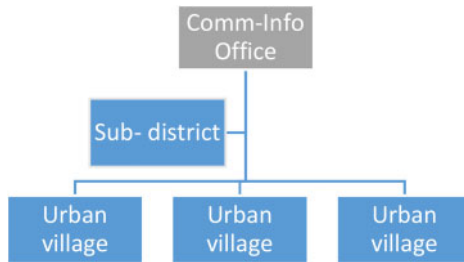 Comm-Info
Office
Sub- district
Urban
village
Urban
village
Urban
village